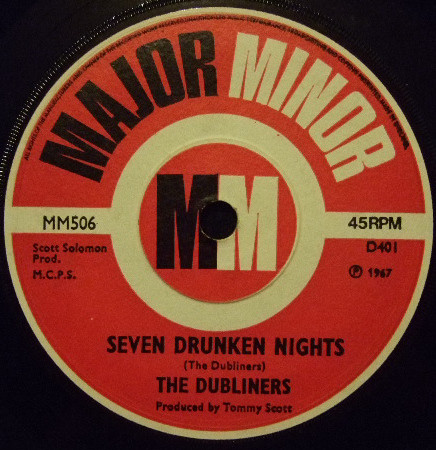 MAJOR MINOR
MM
MM506
45RPM
Scott Solomon
Prod.
D401
M.C.P.S.
Ⓟ 1967
SEVEN DRUNKEN NIGHTS
(The Dubliners)
THE DUBLINERS
Produced by Tommy Scott